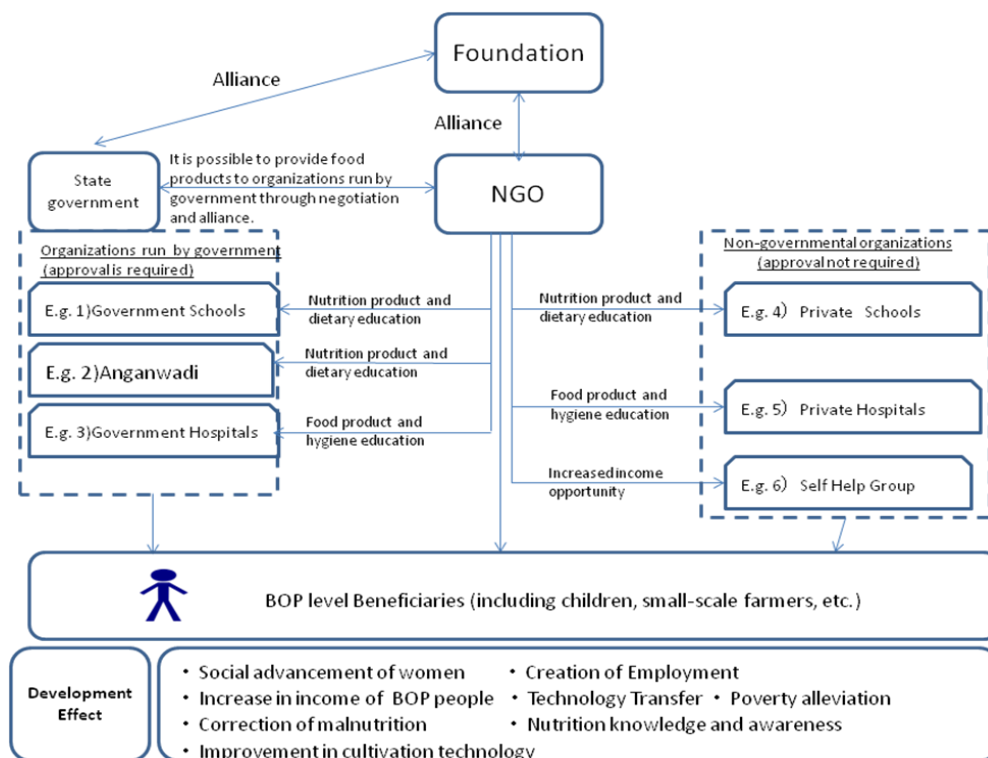 Foundation
Alliance
Alliance
State
government
It is possible to provide food
products to organizations run by
government through negotiation
and alliance.
NGO
Organizations run by government
(approval is required)
E.g. 1)Government Schools
E.g. 2)Anganwadi
E.g. 3)Government Hospitals
Nutrition product and
dietary education
Nutrition product and
dietary education
Food product and
hygiene education
Nutrition product and
dietary education
Food product and
hygiene education
Increased income
opportunity
Non-governmental organizations
(approval not required)
E.g. 4) Private Schools
E.g. 5) Private Hospitals
E.g. 6) Self Help Group
BOP level Beneficiaries (including children, small-scale farmers, etc.)
Development
Effect
・ Social advancement of women ・ Creation of Employment
・ Increase in income of BOP people ・ Technology Transfer ・ Poverty alleviation
・ Correction of malnutrition ・ Nutrition knowledge and awareness
・ Improvement in cultivation technology